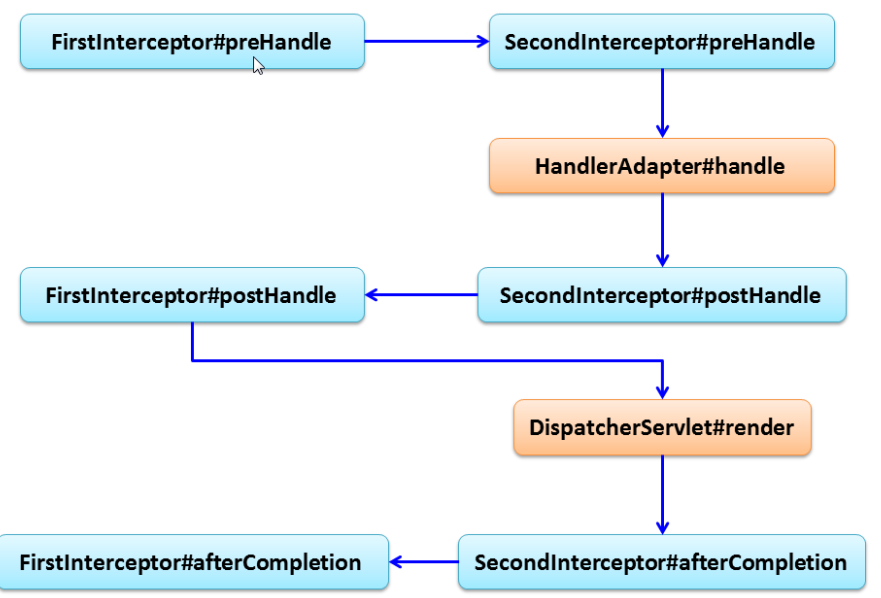 FirstInterceptor#preHandle
SecondInterceptor#preHandle
HandlerAdapter#handle
FirstInterceptor#postHandle
SecondInterceptor#postHandle
DispatcherServlet#render
FirstInterceptor#afterCompletion
SecondInterceptor#afterCompletion